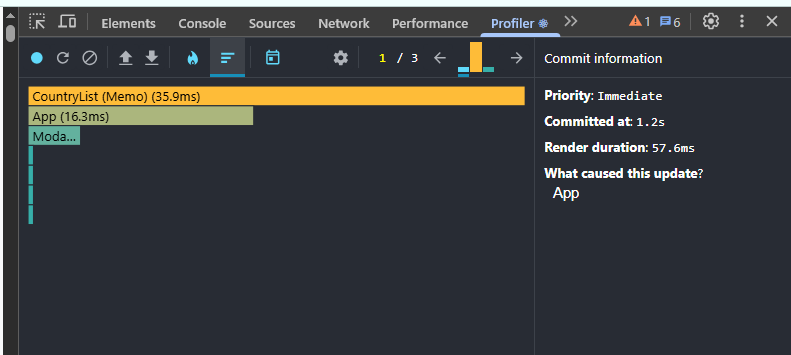 Elements Console Sources Network Performance Profiler 1 6
1 / 3 Commit information
CountryList (Memo) (35.9ms)
App (16.3ms)
Moda...
Priority: Immediate
Committed at: 1.2s
Render duration: 57.6ms
What caused this update?
App